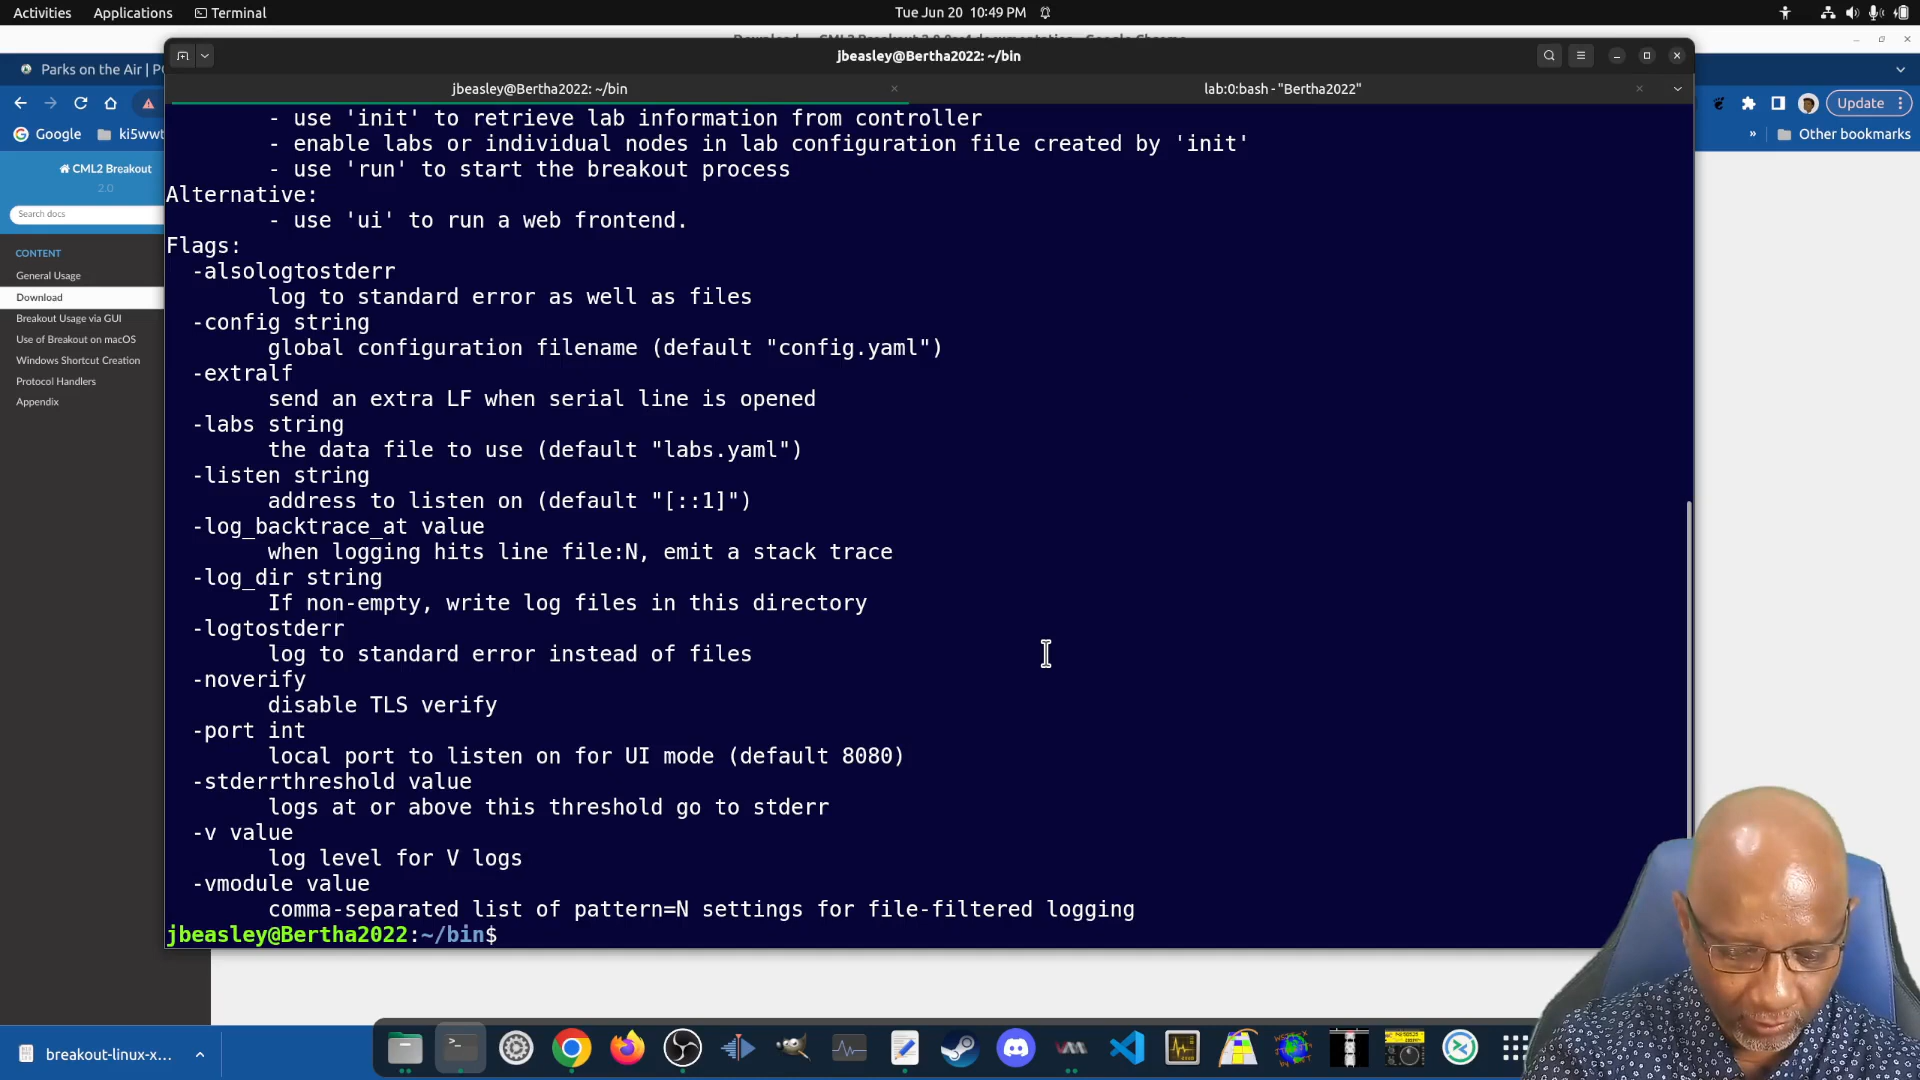 Activities
Applications
Terminal
Tue Jun 20 10:49 PM
jbeasley@Bertha2022: ~/bin
Parks on the Air | P
jbeasley@Bertha2022: ~/bin
lab:0:bash - "Bertha2022"
Update
Google
ki5wwt
» Other bookmarks
CML2 Breakout
2.0
Search docs
CONTENT
General Usage
Download
Breakout Usage via GUI
Use of Breakout on macOS
Windows Shortcut Creation
Protocol Handlers
Appendix
- use 'init' to retrieve lab information from controller
- enable labs or individual nodes in lab configuration file created by 'init'
- use 'run' to start the breakout process
Alternative:
- use 'ui' to run a web frontend.
Flags:
-alsologtostderr
log to standard error as well as files
-config string
global configuration filename (default "config.yaml")
-extralf
send an extra LF when serial line is opened
-labs string
the data file to use (default "labs.yaml")
-listen string
address to listen on (default "[::1]")
-log_backtrace_at value
when logging hits line file:N, emit a stack trace
-log_dir string
If non-empty, write log files in this directory
-logtostderr
log to standard error instead of files
-noverify
disable TLS verify
-port int
local port to listen on for UI mode (default 8080)
-stderrthreshold value
logs at or above this threshold go to stderr
-v value
log level for V logs
-vmodule value
comma-separated list of pattern=N settings for file-filtered logging
jbeasley@Bertha2022:~/bin$
breakout-linux-x...